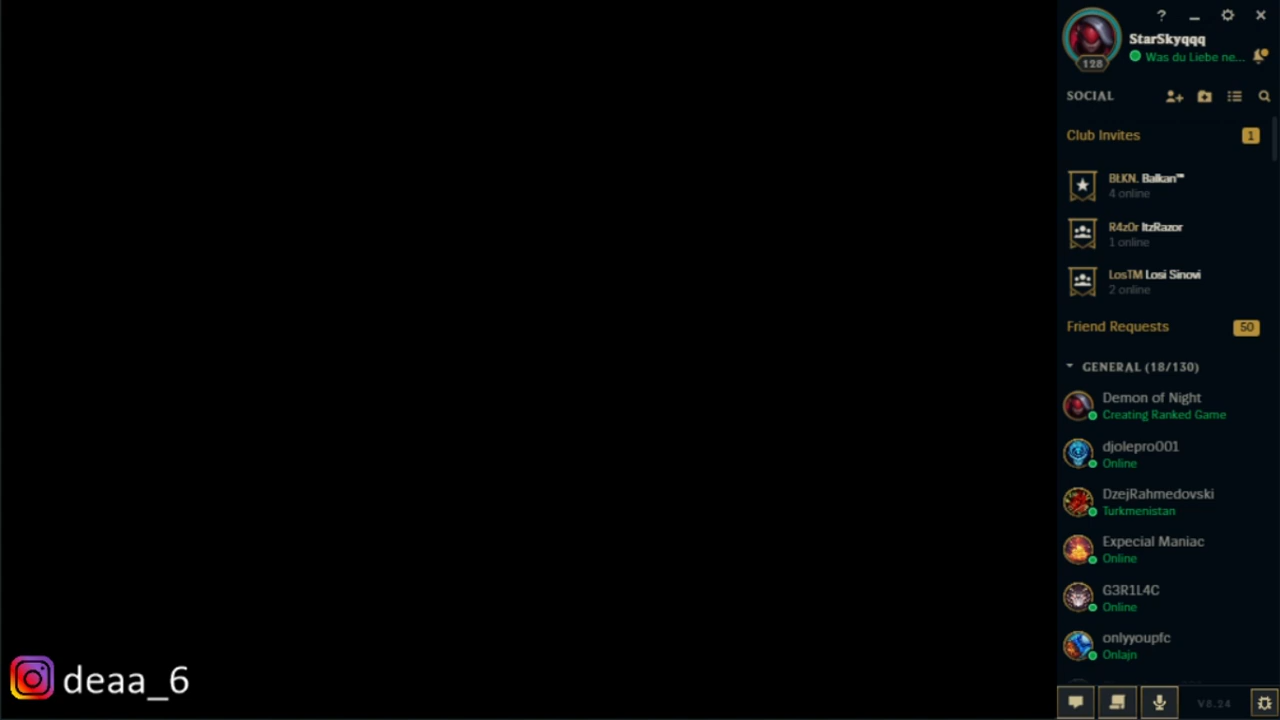 StarSkyqqq
128
Was du Liebe ne...
SOCIAL
Club Invites 1
BŁKN. Balkan™
4 online
R4z0r ItzRazor
1 online
LosTM Losi Sinovi
2 online
Friend Requests 50
GENERAL (18/130)
Demon of Night
Creating Ranked Game
djolepro001
Online
DzejRahmedovski
Turkmenistan
Expecial Maniac
Online
G3R1L4C
Online
onlyyoupfc
Onlajn
V8.24
deaa_6